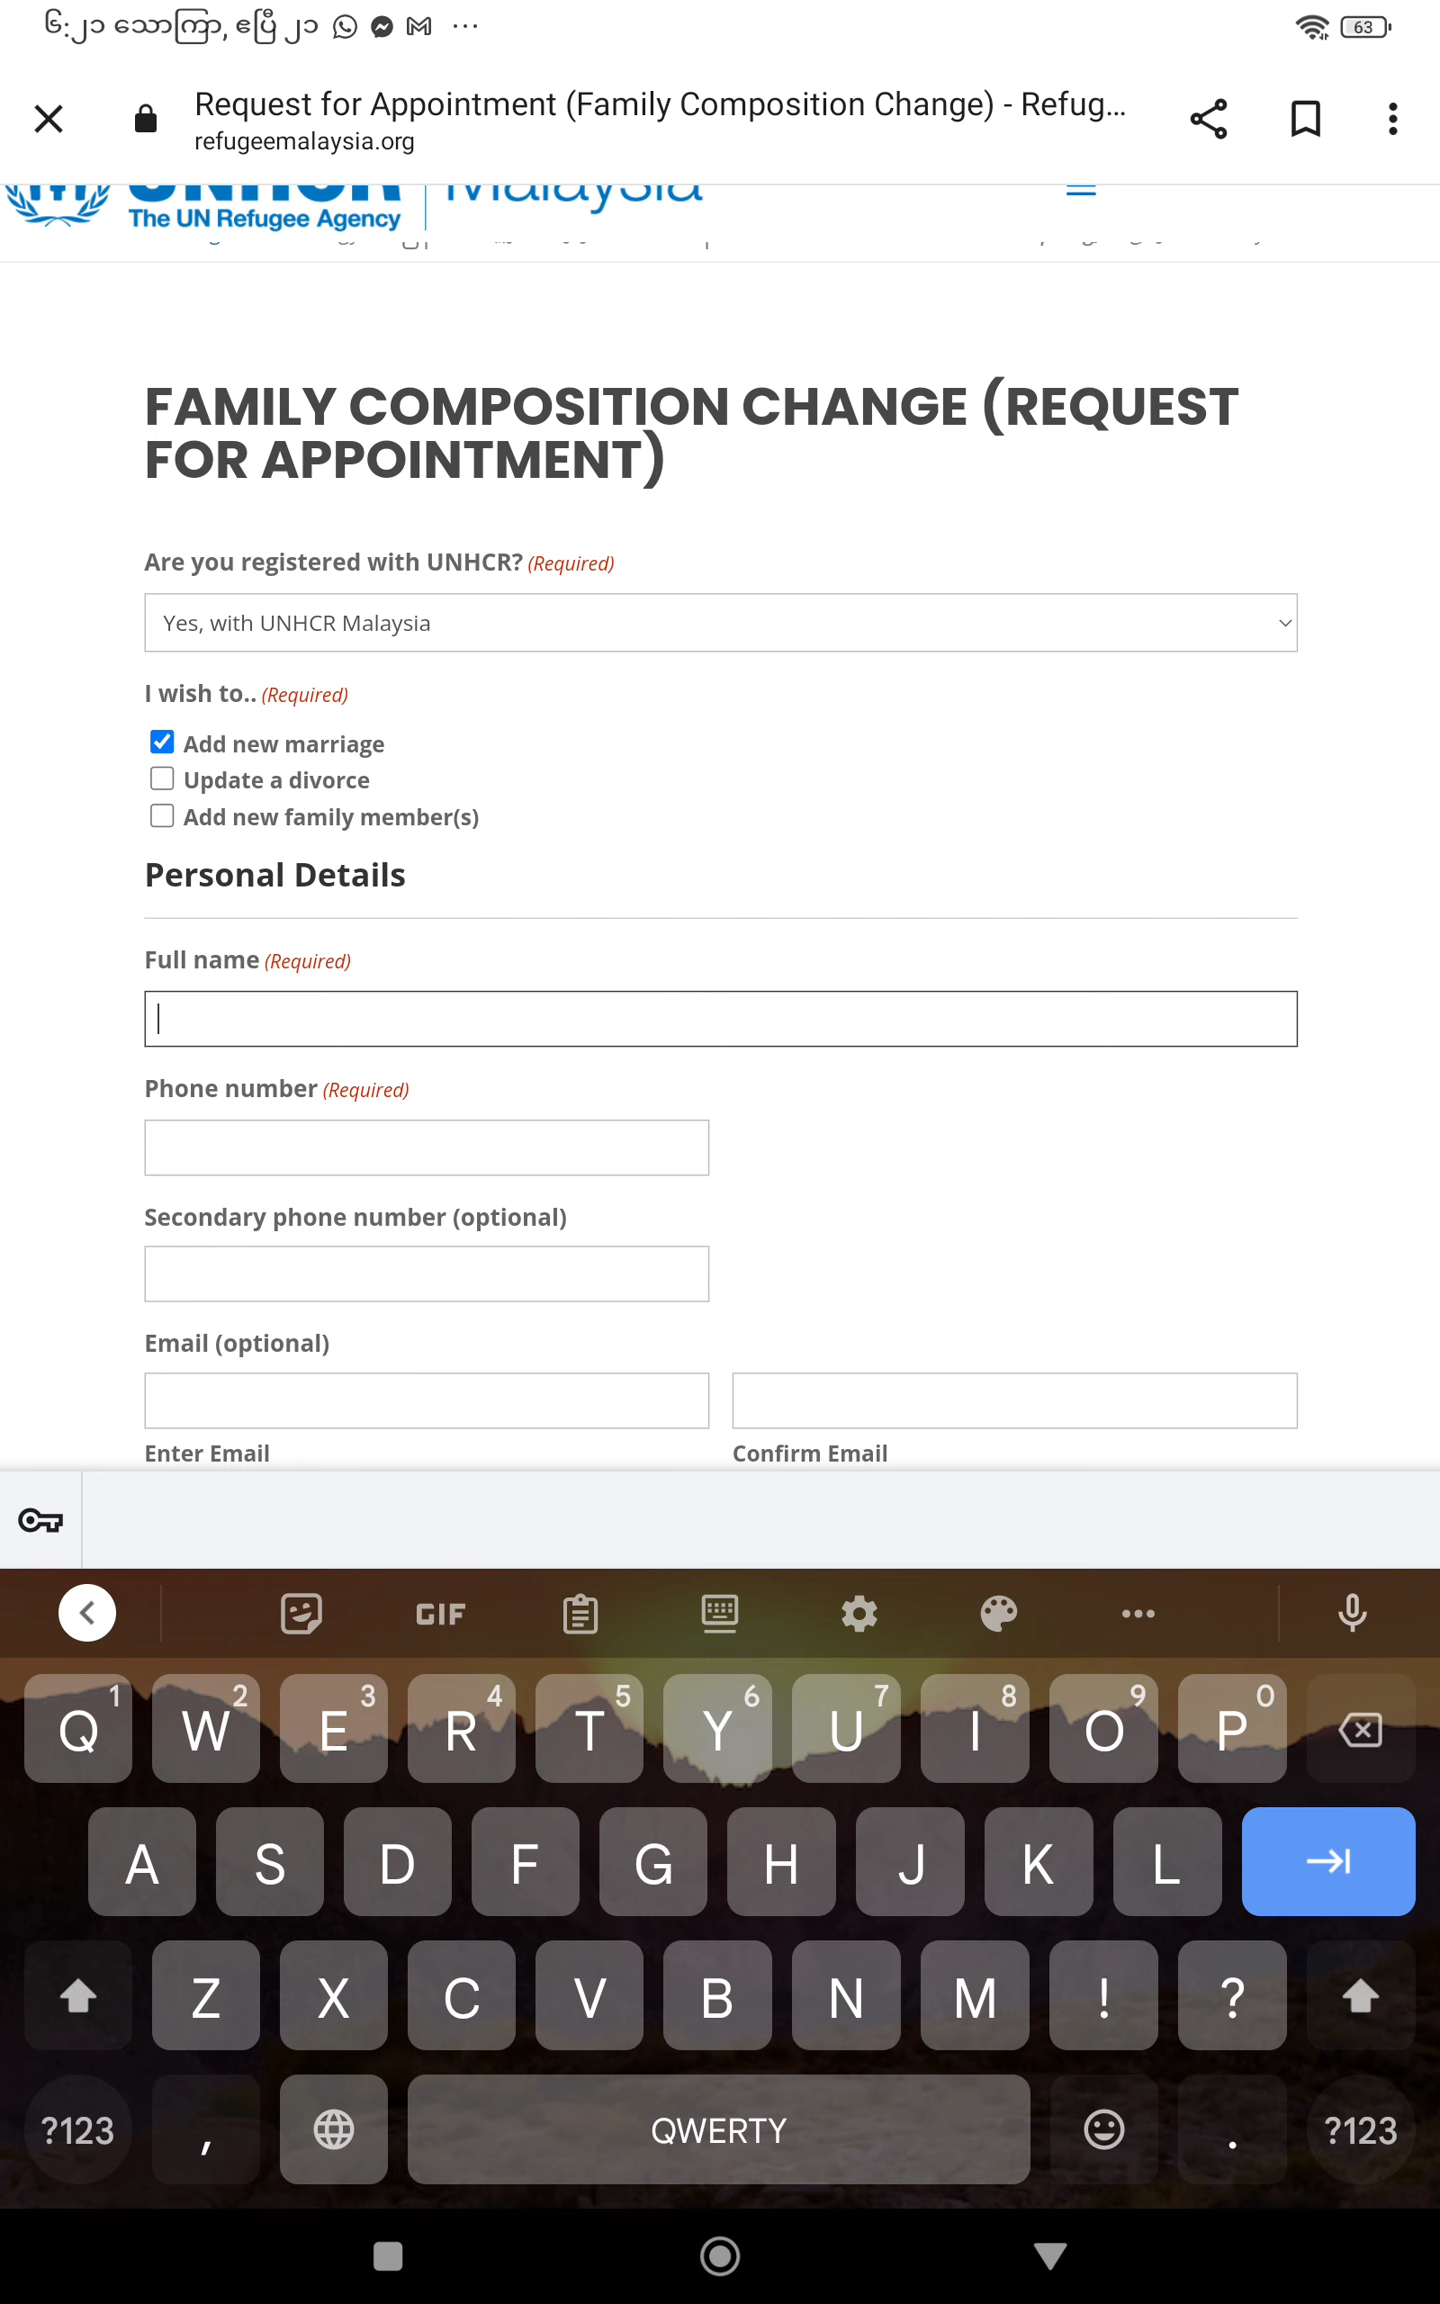 ၆:၂၁ သောကြာ, ဧပြီ ၂၁
63
Request for Appointment (Family Composition Change) - Refug...
refugeemalaysia.org
UNHCR Malaysia
The UN Refugee Agency
FAMILY COMPOSITION CHANGE (REQUEST
FOR APPOINTMENT)
Are you registered with UNHCR? (Required)
Yes, with UNHCR Malaysia
I wish to.. (Required)
Add new marriage
Update a divorce
Add new family member(s)
Personal Details
Full name (Required)
Phone number (Required)
Secondary phone number (optional)
Email (optional)
Enter Email Confirm Email
GIF
Q 1 W 2 E 3 R 4 T 5 Y 6 U 7 I 8 O 9 P 0
A S D F G H J K L
Z X C V B N M ! ?
?123 , QWERTY . ?123